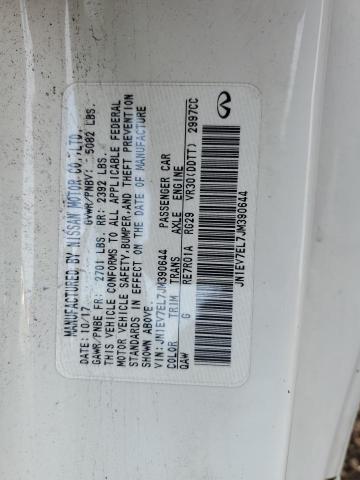 MANUFACTURED BY NISSAN MOTOR CO.,LTD.
DATE: 10/17 GVWR/PNBV: 5082 LBS.
GAWR/PNBE FR: 2701 LBS. RR: 2392 LBS.
THIS VEHICLE CONFORMS TO ALL APPLICABLE FEDERAL
MOTOR VEHICLE SAFETY,BUMPER,AND THEFT PREVENTION
STANDARDS IN EFFECT ON THE DATE OF MANUFACTURE
SHOWN ABOVE.
VIN:JN1EV7EL7JM390644 PASSENGER CAR
COLOR TRIM TRANS AXLE ENGINE
QAW G RE7R01A RG29 VR30(DDTT) 2997CC
JN1EV7EL7JM390644